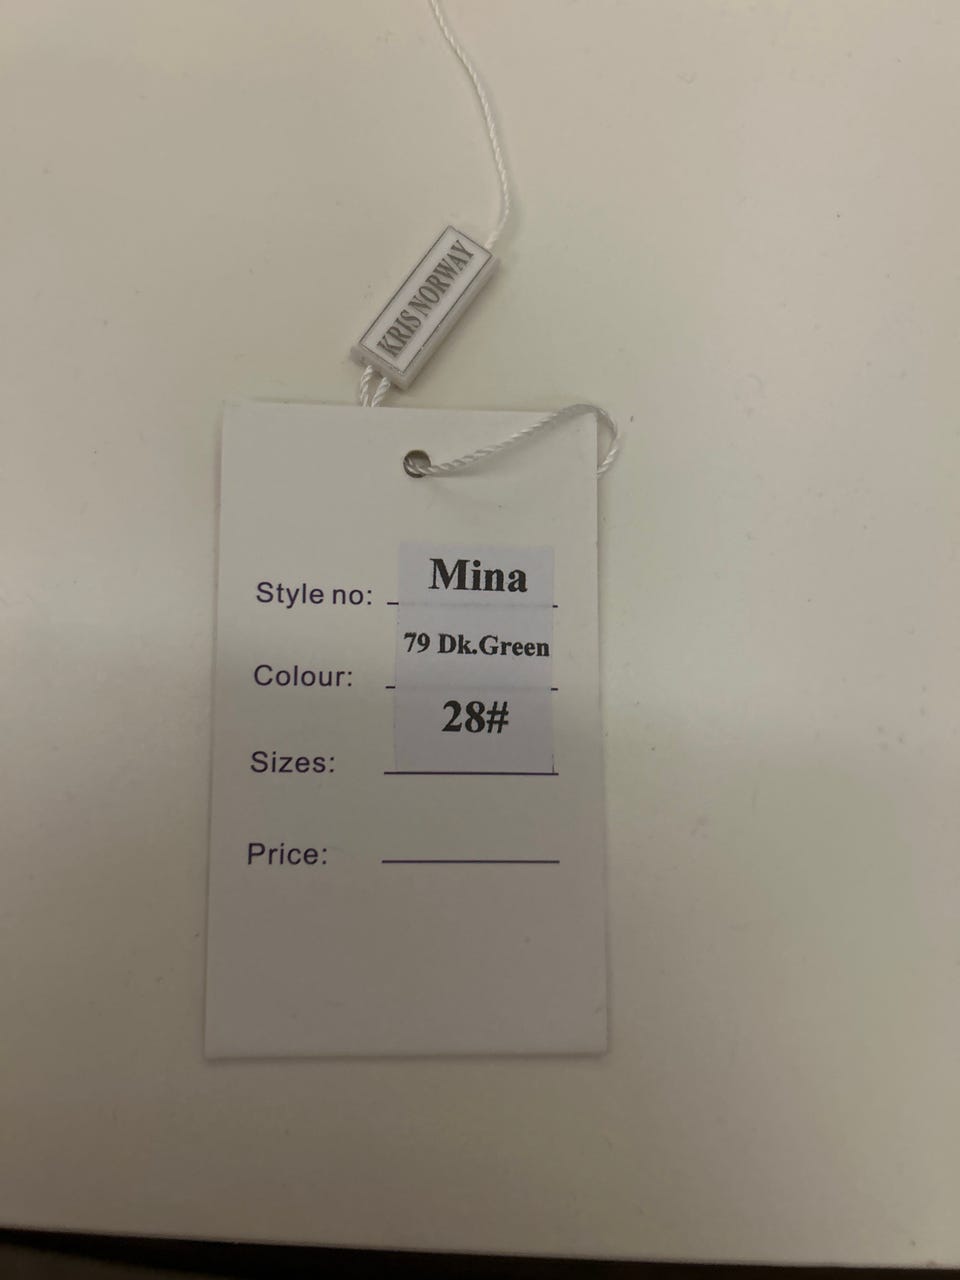 KRIS NORWAY
Style no: Mina
Colour: 79 Dk.Green
Sizes: 28#
Price: